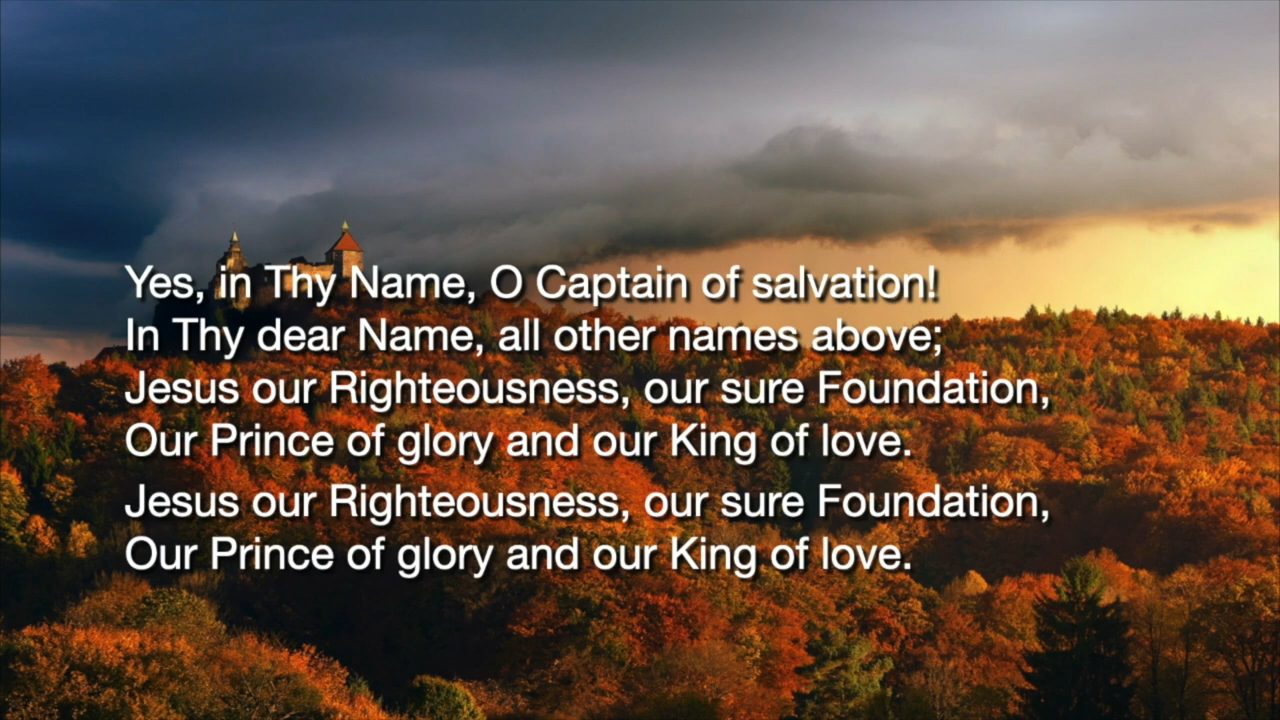 Yes, in Thy Name, O Captain of salvation!
In Thy dear Name, all other names above;
Jesus our Righteousness, our sure Foundation,
Our Prince of glory and our King of love.
Jesus our Righteousness, our sure Foundation,
Our Prince of glory and our King of love.